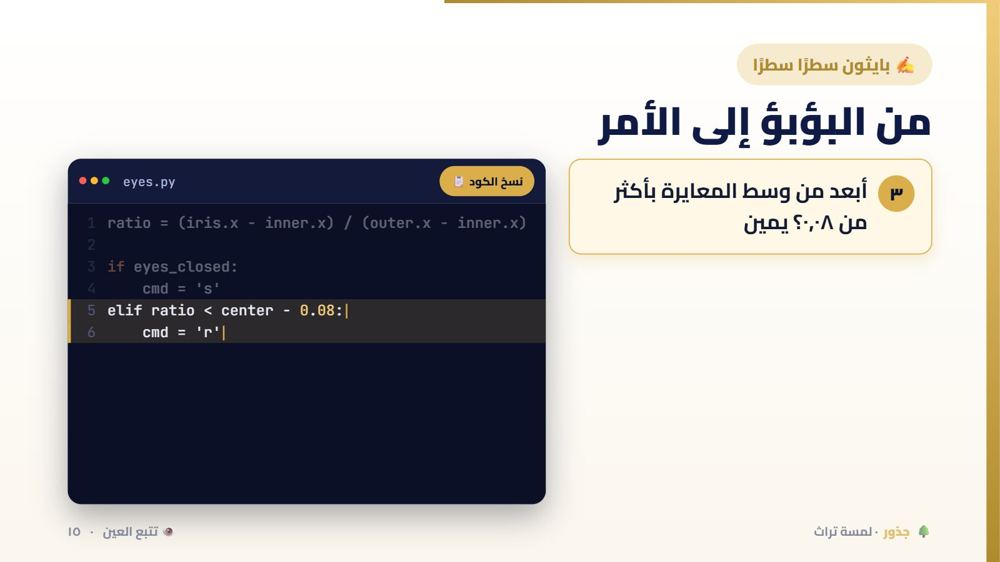 ✍️ بايثون سطرًا سطرًا
من البؤبؤ إلى الأمر
٣
أبعد من وسط المعايرة بأكثر
من ٠٫٠٨؟ يمين
eyes.py
نسخ الكود 📋
1 ratio = (iris.x - inner.x) / (outer.x - inner.x)
2
3 if eyes_closed:
4     cmd = 's'
5 elif ratio < center - 0.08:
6     cmd = 'r'
🌳 جذور · لمسة تراث
👁️ تتبع العين · ١٥